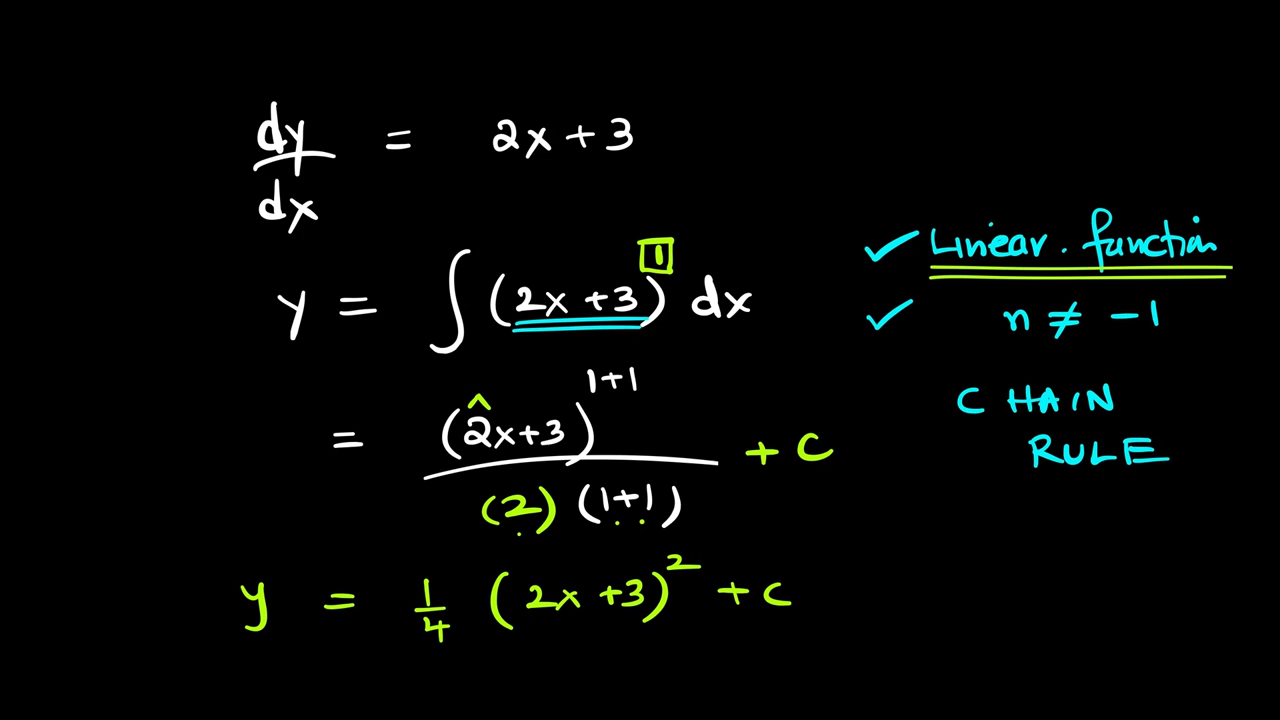 dy/dx = 2x + 3
y = ∫ (2x + 3)^1 dx
= (2x+3)^(1+1) / (2)(1+1) + C
y = 1/4 (2x + 3)^2 + C
✓ Linear. function
✓ n ≠ -1
CHAIN
RULE